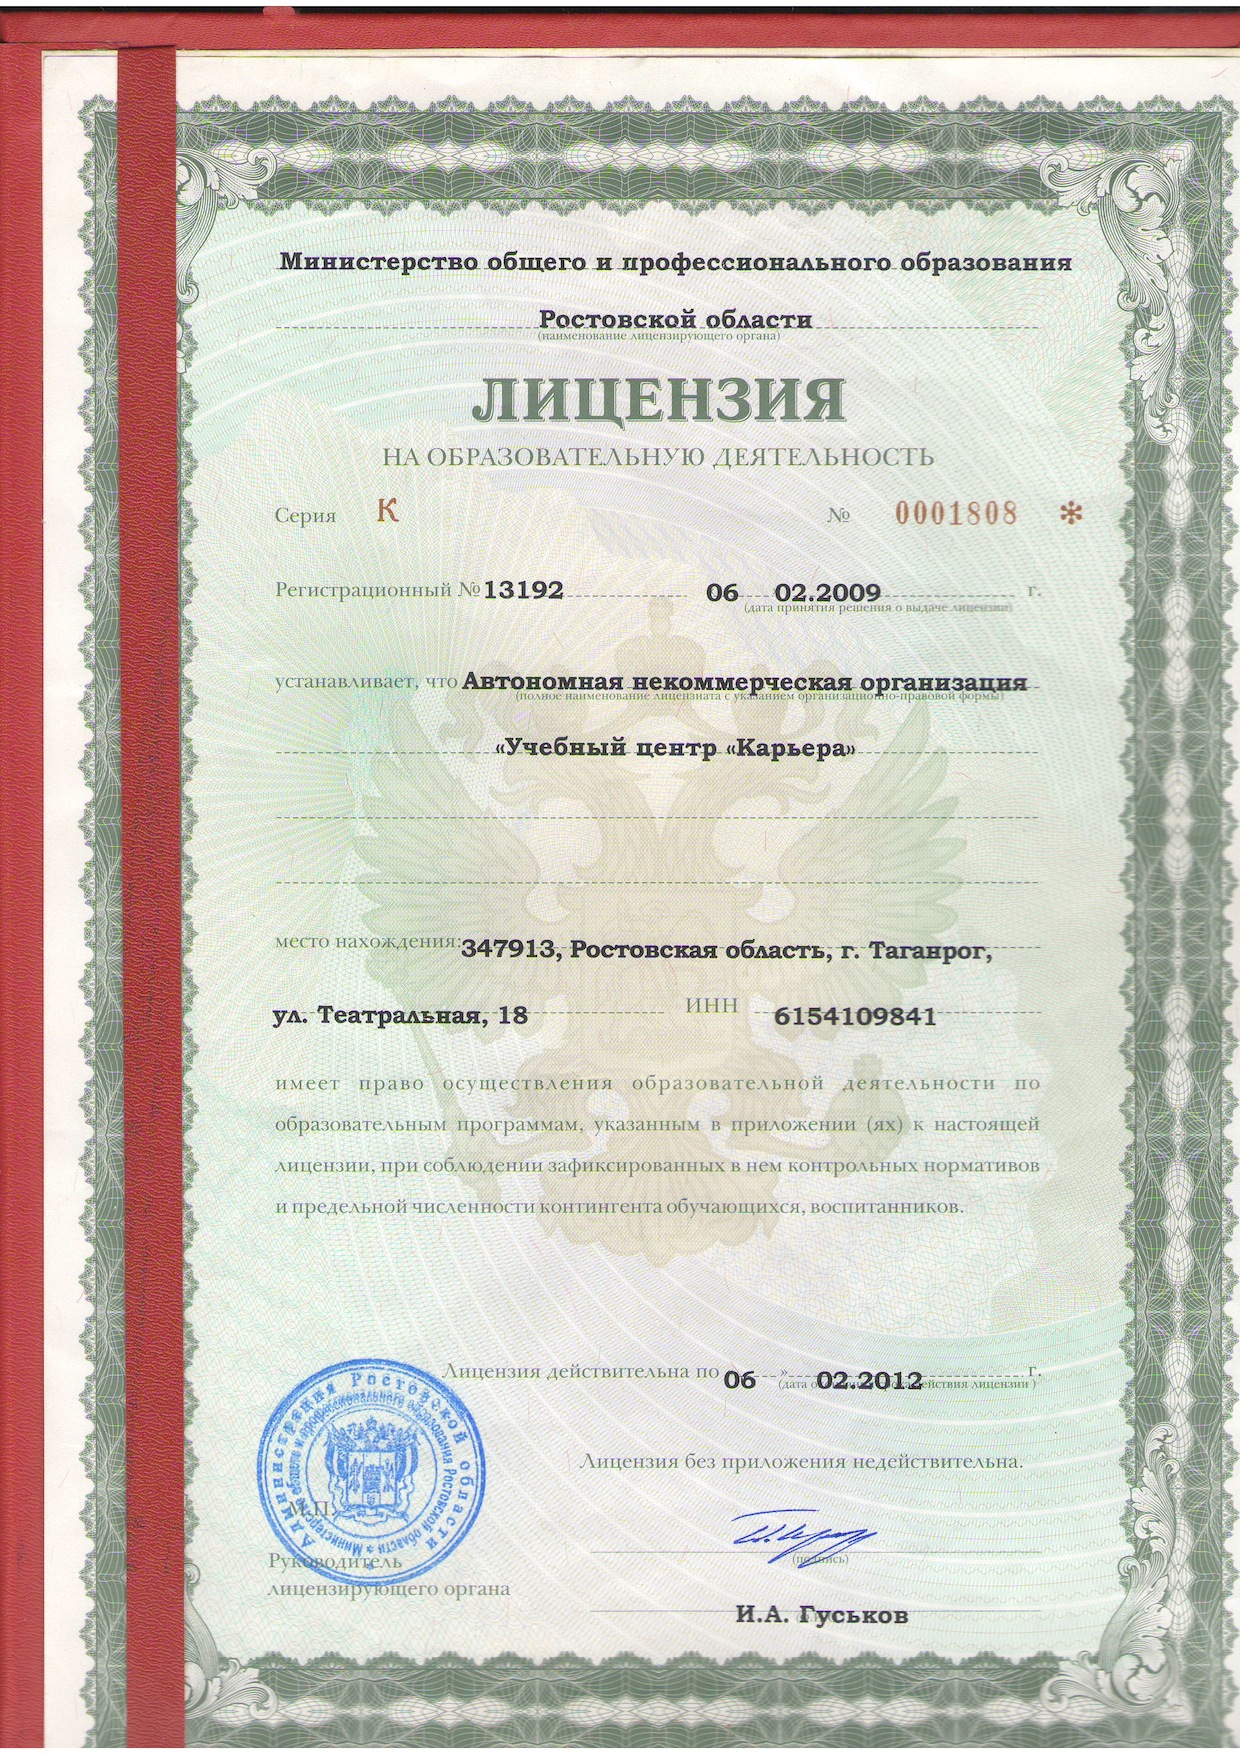 Министерство общего и профессионального образования
Ростовской области
(наименование лицензирующего органа)
ЛИЦЕНЗИЯ
НА ОБРАЗОВАТЕЛЬНУЮ ДЕЯТЕЛЬНОСТЬ
Серия К № 0001808 *
Регистрационный № 13192 06 02.2009 г.
(дата принятия решения о выдаче лицензии)
устанавливает, что Автономная некоммерческая организация
(полное наименование лицензиата с указанием организационно-правовой формы)
«Учебный центр «Карьера»
место нахождения: 347913, Ростовская область, г. Таганрог,
ул. Театральная, 18 ИНН 6154109841
имеет право осуществления образовательной деятельности по
образовательным программам, указанным в приложении (ях) к настоящей
лицензии, при соблюдении зафиксированных в нем контрольных нормативов
и предельной численности контингента обучающихся, воспитанников.
Лицензия действительна по 06 » 02.2012 г.
(дата действия лицензии)
Лицензия без приложения недействительна.
Администрация Ростовской области
Министерство общего и профессионального образования Ростовской области
М.П.
(подпись)
Руководитель
лицензирующего органа
И.А. Гуськов